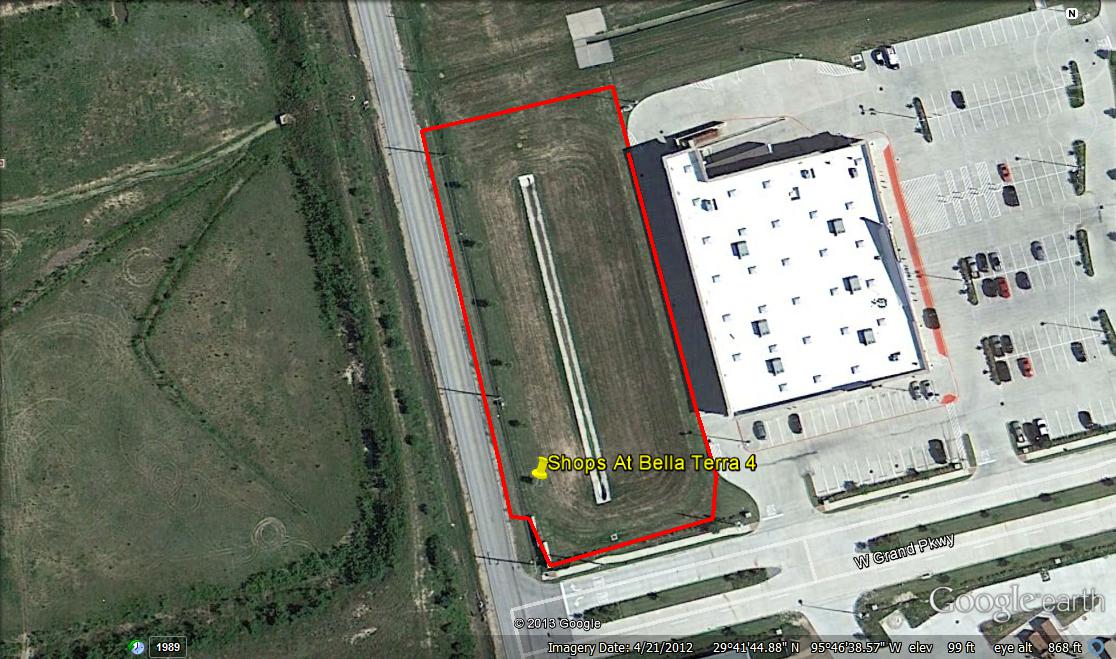 N
Shops At Bella Terra 4
W Grand Pkwy
Google earth
© 2013 Google
1989
Imagery Date: 4/21/2012 29°41'44.88" N 95°46'38.57" W elev 99 ft eye alt 868 ft